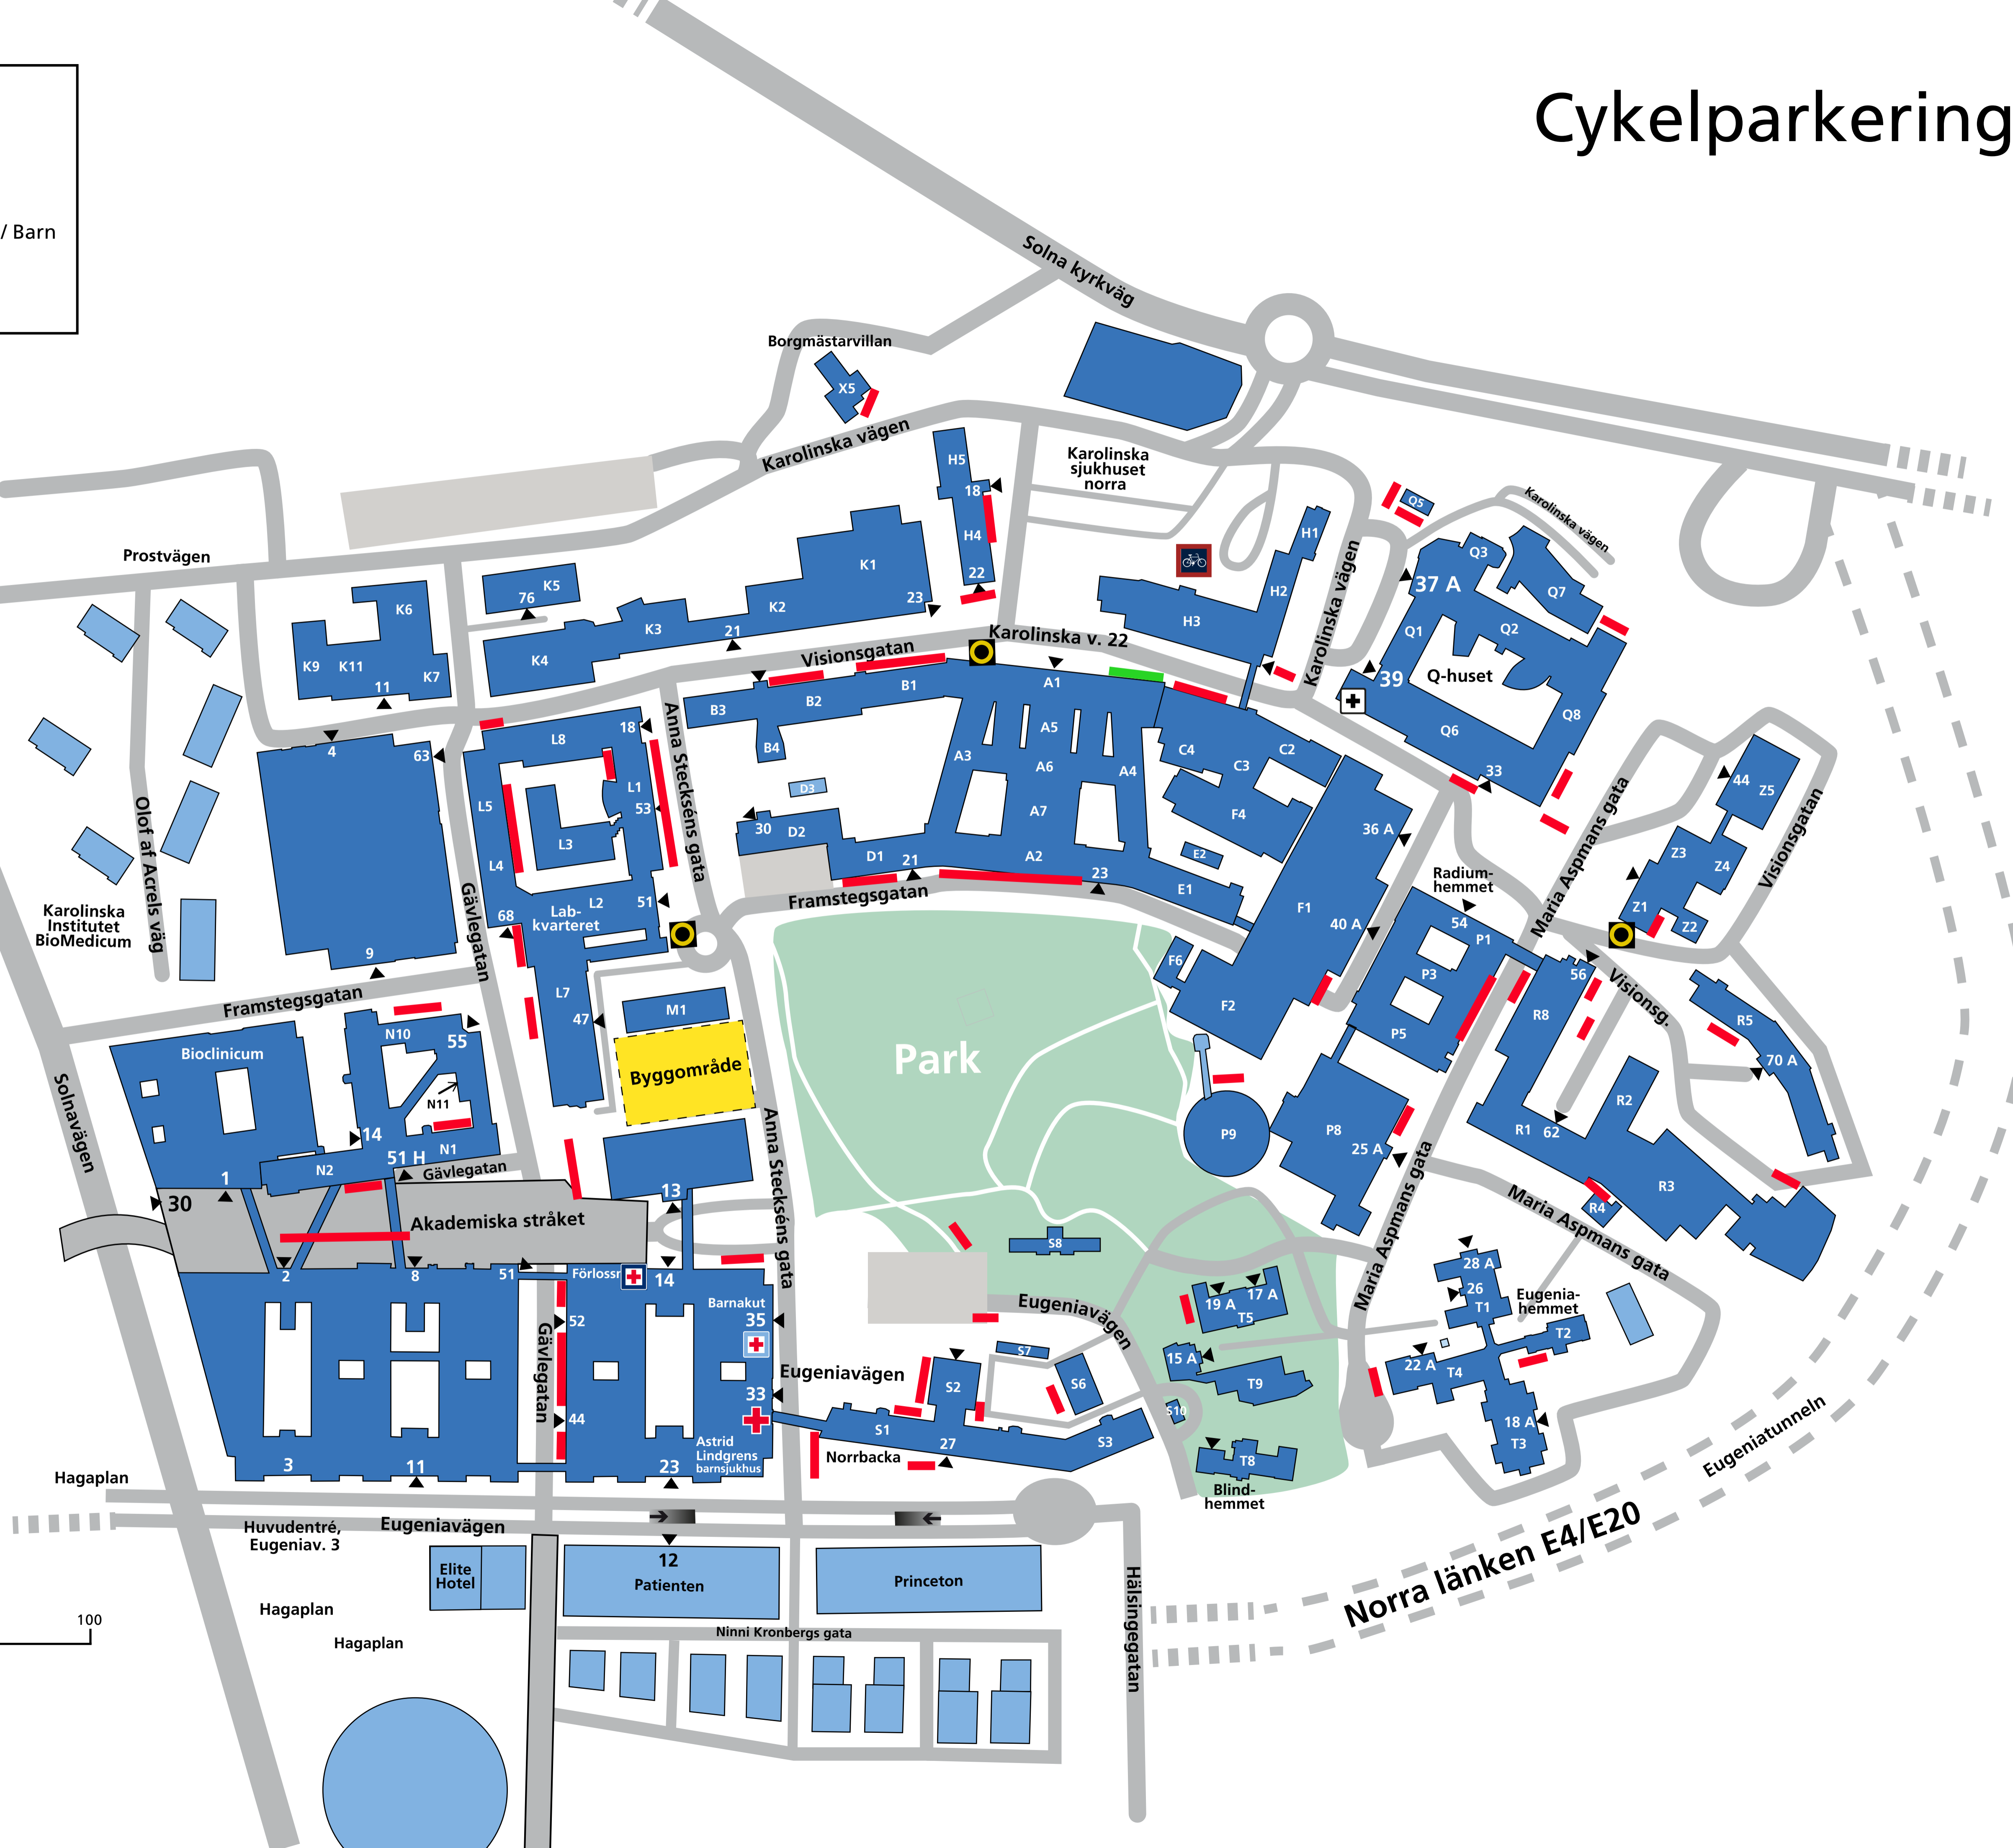 Cykelparkering
/ Barn
Solna kyrkväg
Borgmästarvillan
X5
Karolinska vägen
Karolinska
sjukhuset
norra
H5
18
H4
22
Q5
Karolinska vägen
Prostvägen
K5
76
K1
K2
23
K3
21
K4
K6
K9
K11
K7
11
H1
H2
H3
Karolinska vägen
Q3
37 A
Q7
Q1
Q2
39
Q-huset
Q8
Q6
33
Karolinska v. 22
Visionsgatan
B1
B2
B3
B4
A1
A5
A3
A6
A4
A7
A2
C4
C2
C3
F4
E2
E1
36 A
F1
40 A
D3
30
D2
D1
21
23
Framstegsgatan
4
63
9
L8
18
L1
L5
53
L3
L4
L2
51
68
Lab-
kvarteret
L7
47
Anna Steckséns gata
Gävlegatan
Olof af Acrels väg
Karolinska
Institutet
BioMedicum
Framstegsgatan
Solnavägen
44
Z5
Z3
Z4
Z1
Z2
Visionsgatan
Maria Aspmans gata
Radium-
hemmet
54
P1
P3
P5
56
R8
Visionsg.
R5
70 A
R2
R1
62
R3
R4
F6
F2
P9
P8
25 A
Maria Aspmans gata
Maria Aspmans gata
M1
Byggområde
Park
Bioclinicum
N10
55
N11
14
N1
51 H
N2
1
30
Gävlegatan
Akademiska stråket
13
Anna Steckséns gata
2
8
51
Förlossn
14
Barnakut
35
52
33
44
Gävlegatan
Astrid
Lindgrens
barnsjukhus
3
11
23
S8
Eugeniavägen
S7
S6
S2
S1
27
S3
Norrbacka
Eugeniavägen
19 A
17 A
T5
15 A
T9
S10
T8
Blind-
hemmet
28 A
26
T1
Eugenia-
hemmet
T2
22 A
T4
18 A
T3
Eugeniatunneln
Norra länken E4/E20
Hagaplan
Huvudentré,
Eugeniav. 3
Eugeniavägen
Elite
Hotel
12
Patienten
Princeton
Hälsingegatan
Hagaplan
Hagaplan
100
Ninni Kronbergs gata